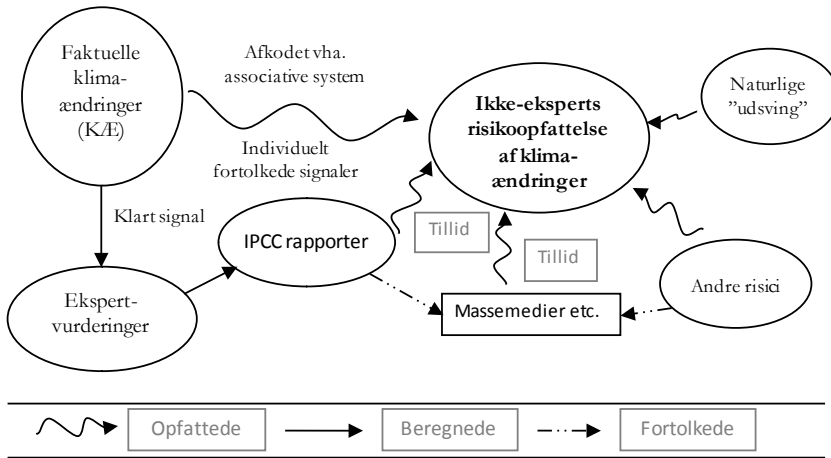 Faktuelle
klima-
ændringer
(KÆ)
Afkodet vha.
associative system
Individuelt
fortolkede signaler
Ikke-eksperts
risikoopfattelse
af klima-
ændringer
Naturlige
”udsving”
Klart signal
IPCC rapporter
Tillid
Tillid
Ekspert-
vurderinger
Massemedier etc.
Andre risici
Opfattede
Beregnede
Fortolkede